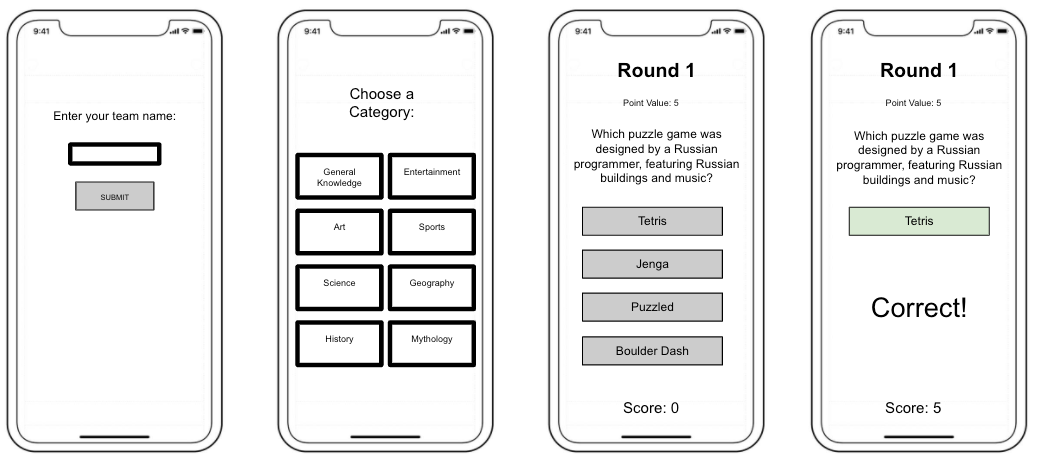 9:41
Enter your team name:
SUBMIT
9:41
Choose a
Category:
General
Knowledge
Entertainment
Art
Sports
Science
Geography
History
Mythology
9:41
Round 1
Point Value: 5
Which puzzle game was
designed by a Russian
programmer, featuring Russian
buildings and music?
Tetris
Jenga
Puzzled
Boulder Dash
Score: 0
9:41
Round 1
Point Value: 5
Which puzzle game was
designed by a Russian
programmer, featuring Russian
buildings and music?
Tetris
Correct!
Score: 5